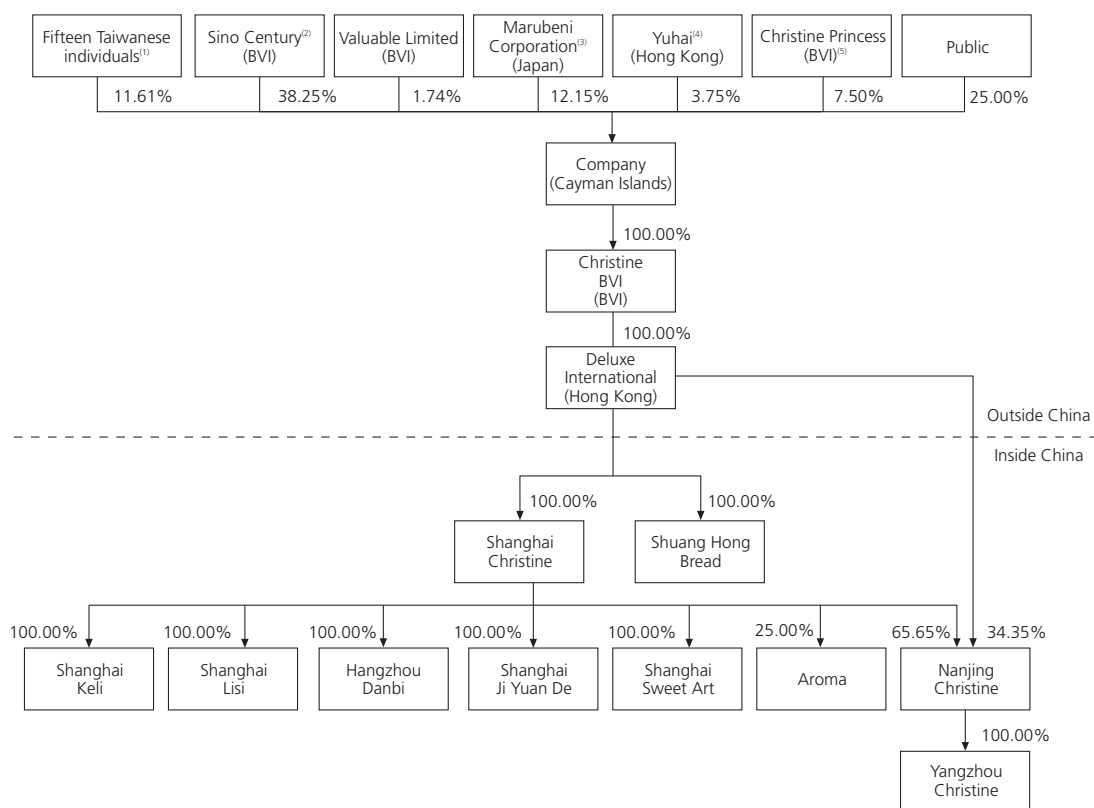 Fifteen Taiwanese
individuals(1)
Sino Century(2)
(BVI)
Valuable Limited
(BVI)
Marubeni
Corporation(3)
(Japan)
Yuhai(4)
(Hong Kong)
Christine Princess
(BVI)(5)
Public
11.61%
38.25%
1.74%
12.15%
3.75%
7.50%
25.00%
Company
(Cayman Islands)
100.00%
Christine
BVI
(BVI)
100.00%
Deluxe
International
(Hong Kong)
Outside China
Inside China
100.00%
100.00%
Shanghai
Christine
Shuang Hong
Bread
100.00%
100.00%
100.00%
100.00%
100.00%
25.00%
65.65%
34.35%
Shanghai
Keli
Shanghai
Lisi
Hangzhou
Danbi
Shanghai
Ji Yuan De
Shanghai
Sweet Art
Aroma
Nanjing
Christine
100.00%
Yangzhou
Christine